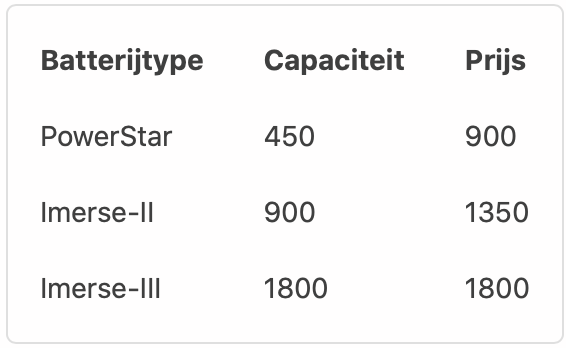 Batterijtype Capaciteit Prijs
PowerStar 450 900
Imerse-II 900 1350
Imerse-III 1800 1800